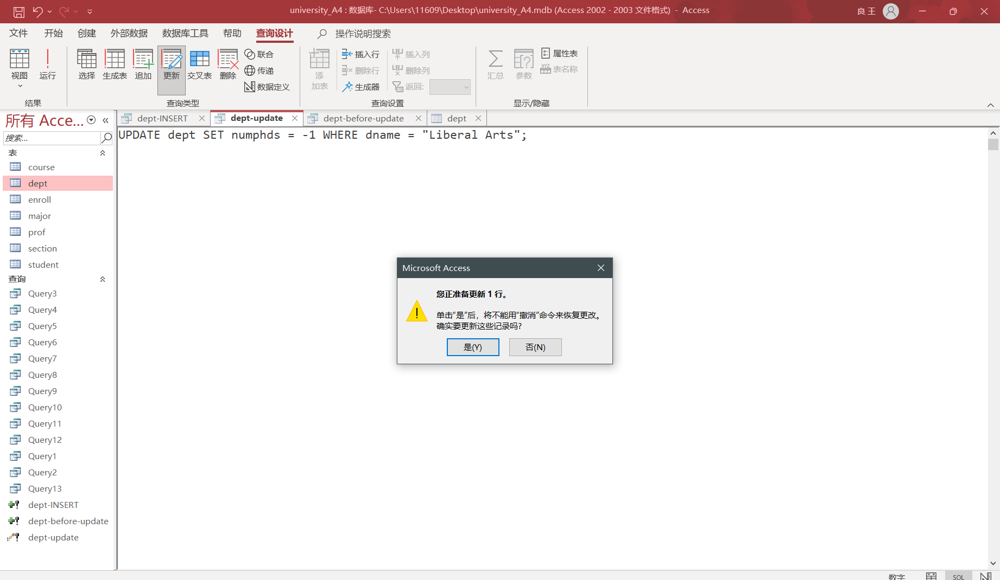 university_A4 : 数据库- C:\Users\11609\Desktop\university_A4.mdb (Access 2002 - 2003 文件格式) - Access
良 王
文件 开始 创建 外部数据 数据库工具 帮助 查询设计 操作说明搜索
视图 运行
结果
选择 生成表 追加 更新 交叉表 删除
联合
传递
数据定义
查询类型
添
加表
插入行
删除行
生成器
插入列
删除列
返回:
查询设置
汇总 参数
属性表
表名称
显示/隐藏
所有 Acce...
搜索...
表
course
dept
enroll
major
prof
section
student
查询
Query3
Query4
Query5
Query6
Query7
Query8
Query9
Query10
Query11
Query12
Query1
Query2
Query13
dept-INSERT
dept-before-update
dept-update
dept-INSERT dept-update dept-before-update dept
UPDATE dept SET numphds = -1 WHERE dname = "Liberal Arts";
Microsoft Access
您正准备更新 1 行。
单击“是”后，将不能用“撤消”命令来恢复更改。
确实要更新这些记录吗?
是(Y) 否(N)
数字 SQL